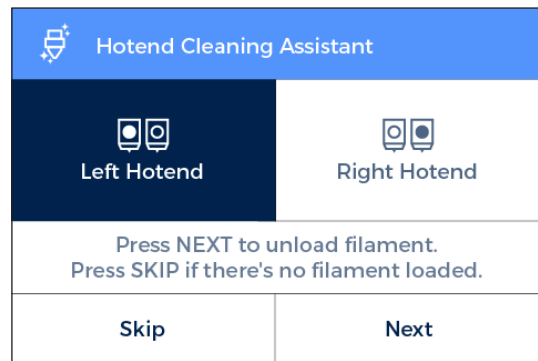 Hotend Cleaning Assistant
Left Hotend
Right Hotend
Press NEXT to unload filament.
Press SKIP if there's no filament loaded.
Skip
Next